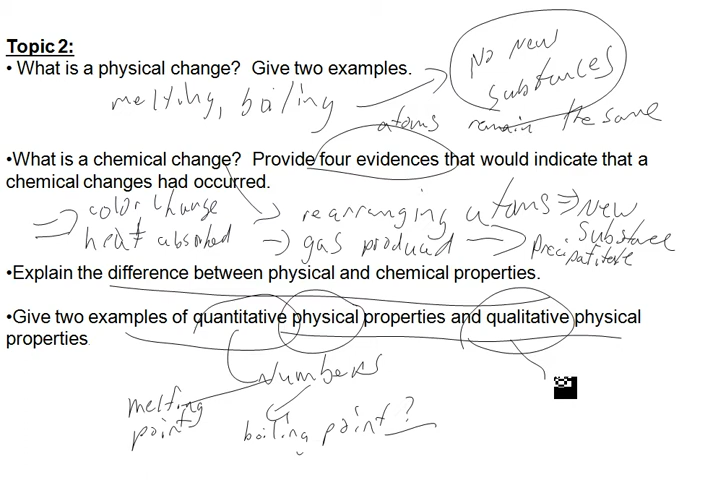 Topic 2:
• What is a physical change?  Give two examples.
No new
substances
melting, boiling
atoms remain the same
•What is a chemical change?  Provide four evidences that would indicate that a
chemical changes had occurred.
color change
rearranging atoms => New
substance
heat absorbed
gas produced
precipatitate
•Explain the difference between physical and chemical properties.
•Give two examples of quantitative physical properties and qualitative physical
properties
Numbers
melting
point
boiling point?